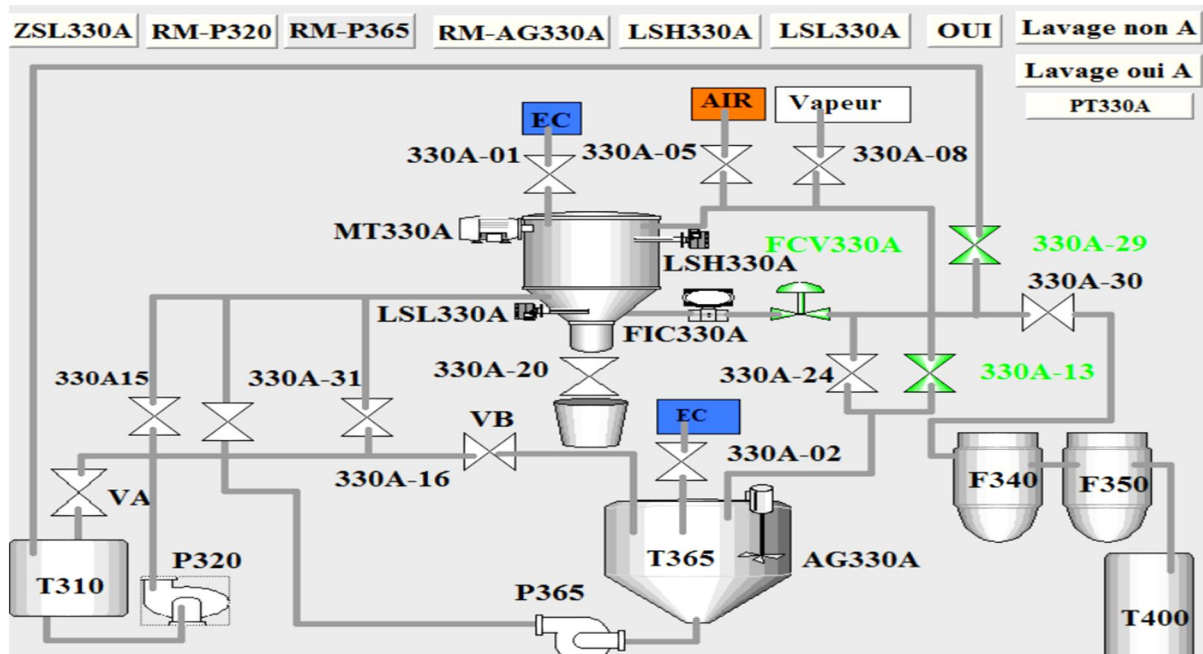 ZSL330A RM-P320 RM-P365 RM-AG330A LSH330A LSL330A OUI Lavage non A
Lavage oui A
PT330A
AIR Vapeur
EC
330A-01 330A-05 330A-08
MT330A
FCV330A 330A-29
LSH330A
330A-30
LSL330A
FIC330A
330A15 330A-31 330A-20 330A-24 330A-13
VB EC
330A-02
330A-16
VA
F340 F350
T310 P320 T365 AG330A
P365
T400